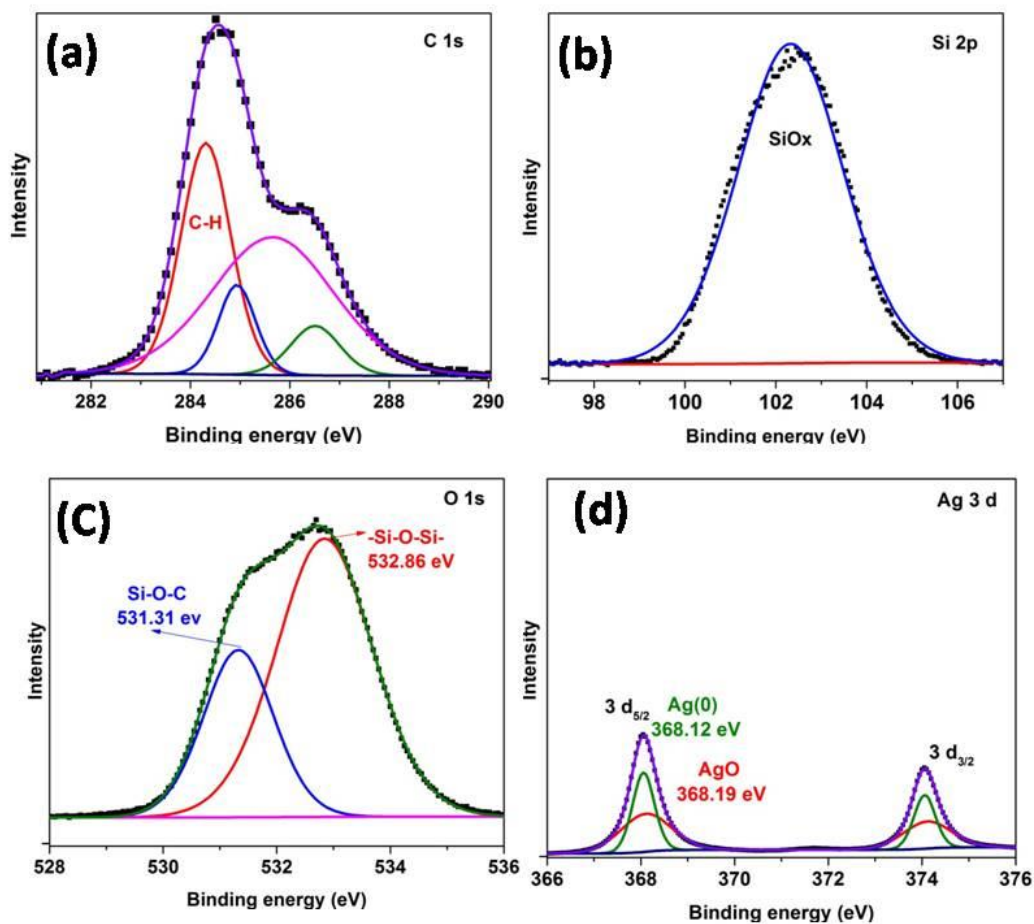 (a)
C 1s
C-H
Intensity
282 284 286 288 290
Binding energy (eV)
(b)
Si 2p
SiOx
Intensity
98 100 102 104 106
Binding energy (eV)
(C)
O 1s
-Si-O-Si-
532.86 eV
Si-O-C
531.31 ev
Intensity
528 530 532 534 536
Binding energy (eV)
(d)
Ag 3 d
3 d5/2
Ag(0)
368.12 eV
AgO
368.19 eV
3 d3/2
Intensity
366 368 370 372 374 376
Binding energy (eV)